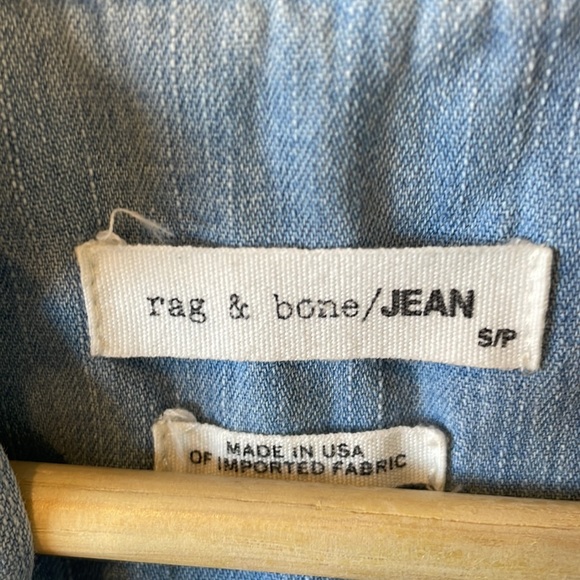 rag & bone/JEAN
S/P
MADE IN USA
OF IMPORTED FABRIC